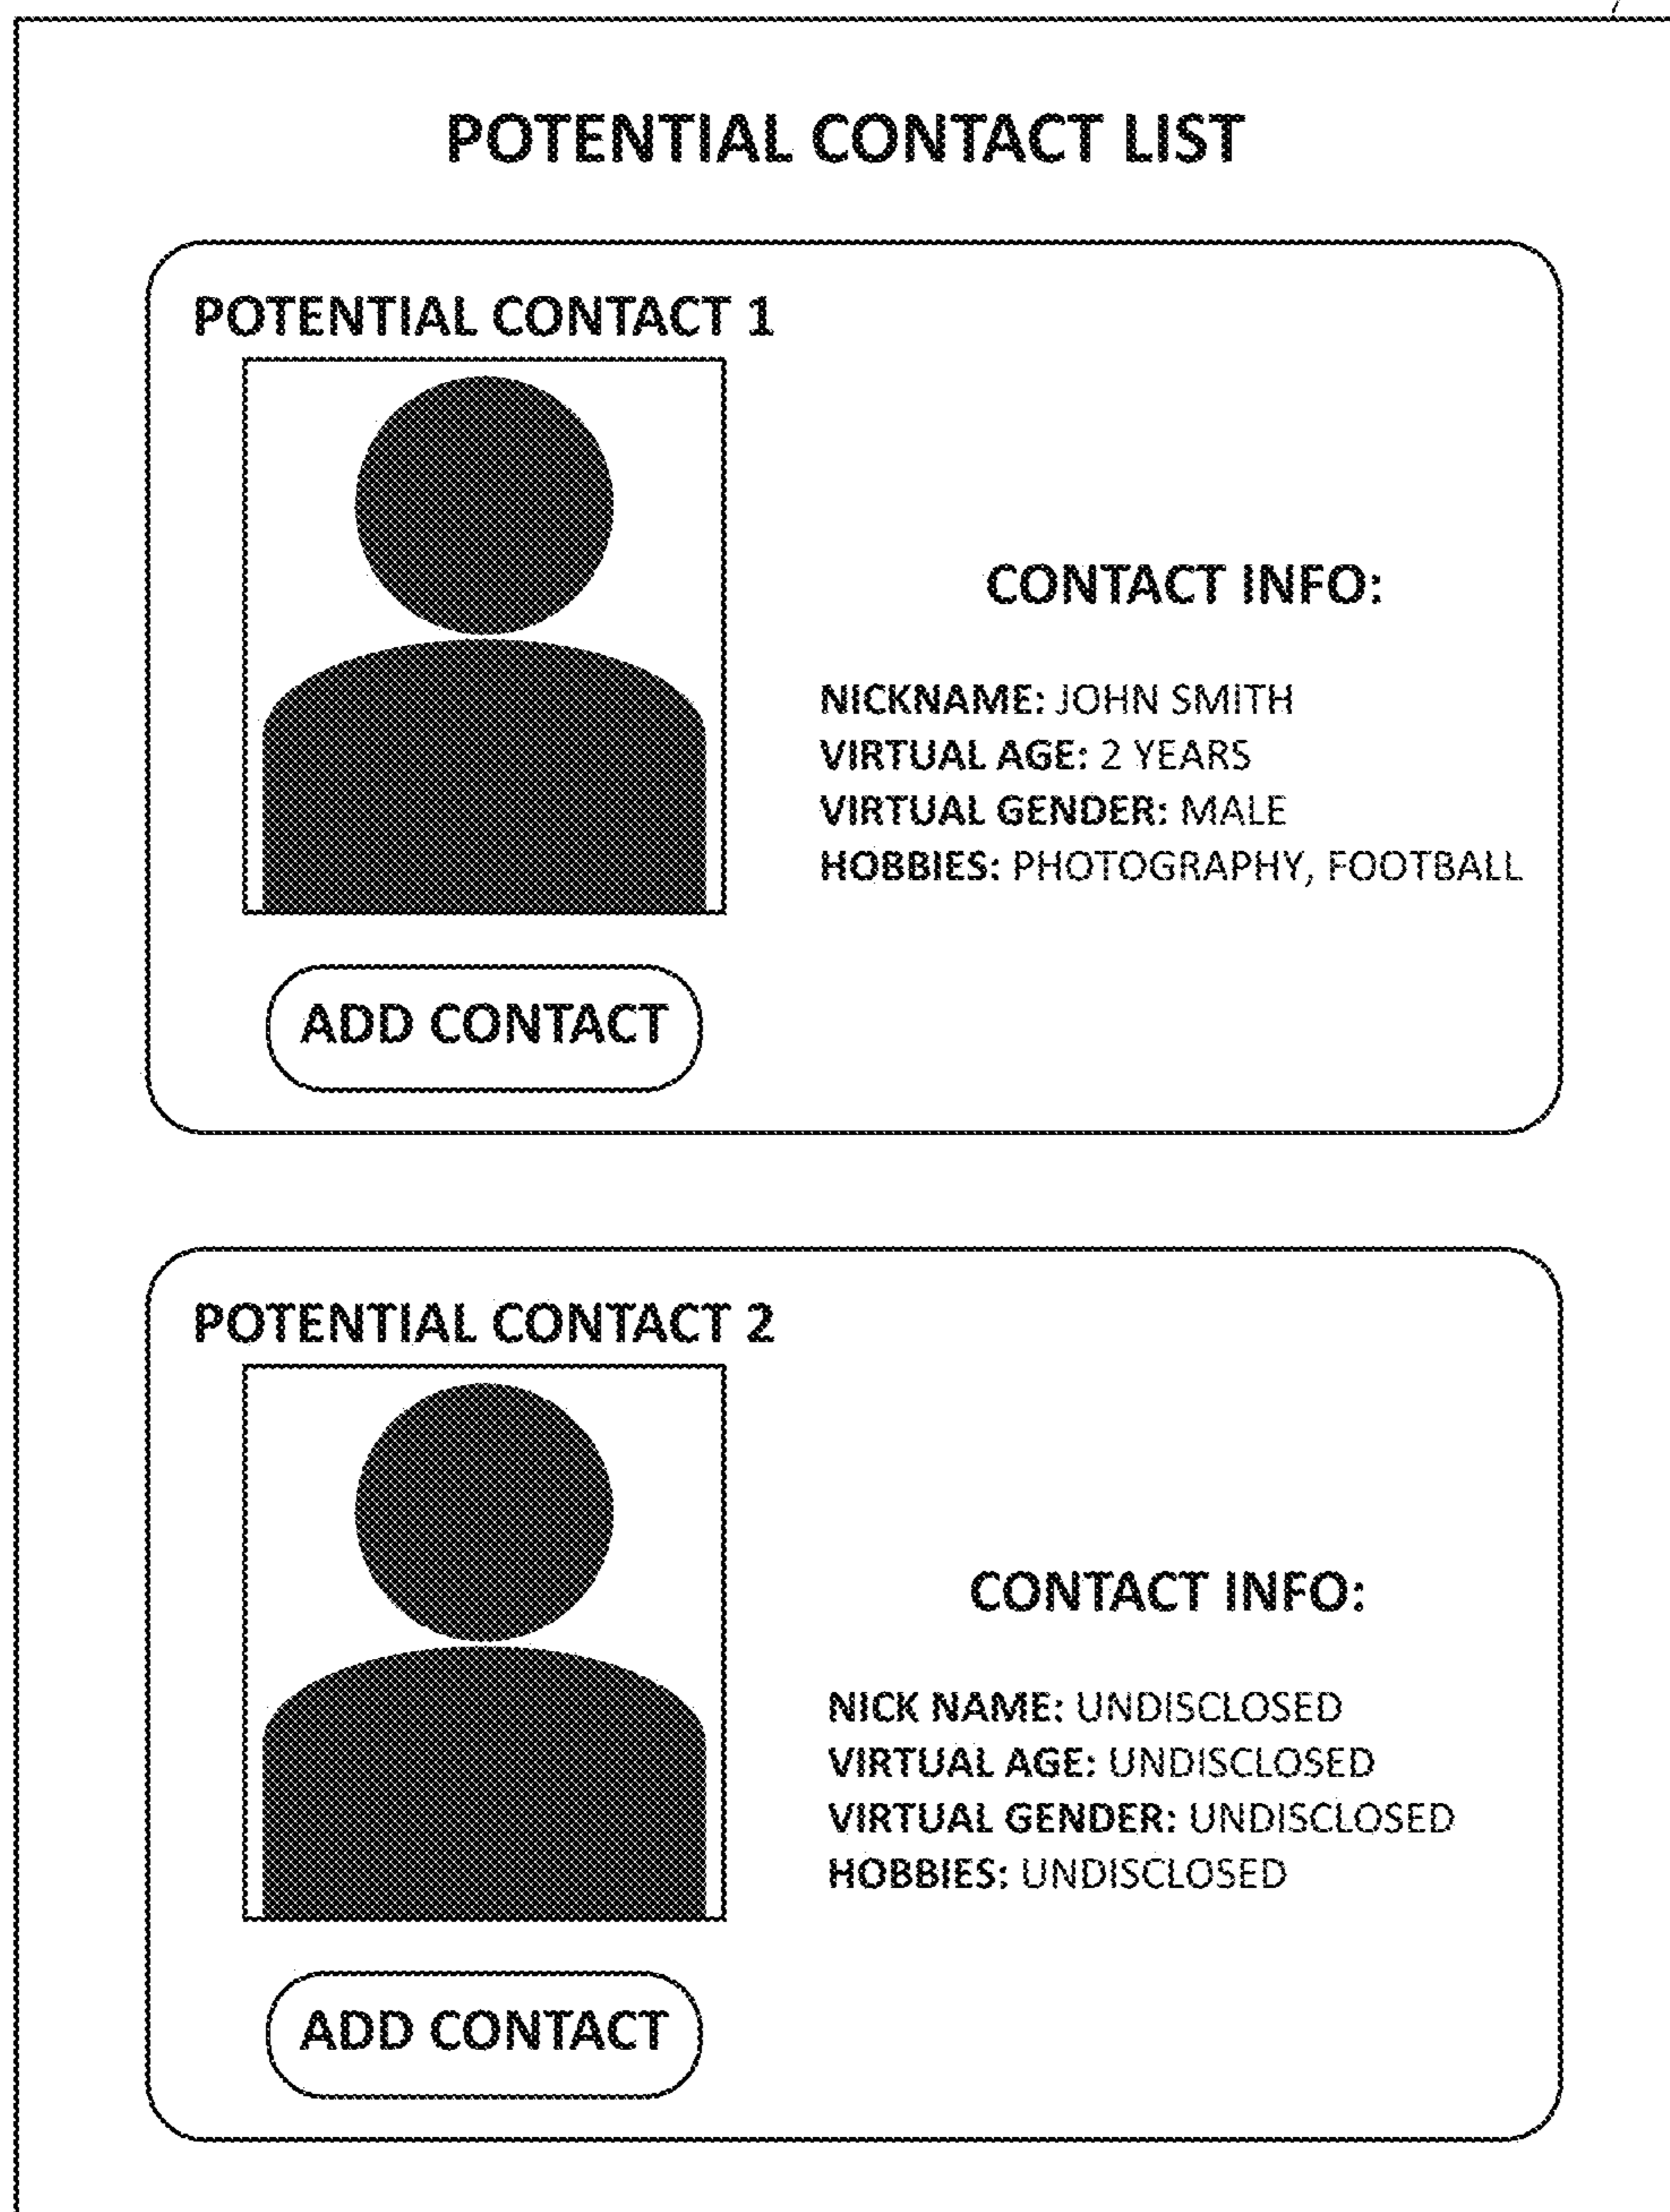 POTENTIAL CONTACT LIST
POTENTIAL CONTACT 1
CONTACT INFO:
NICKNAME: JOHN SMITH
VIRTUAL AGE: 2 YEARS
VIRTUAL GENDER: MALE
HOBBIES: PHOTOGRAPHY, FOOTBALL
ADD CONTACT
POTENTIAL CONTACT 2
CONTACT INFO:
NICK NAME: UNDISCLOSED
VIRTUAL AGE: UNDISCLOSED
VIRTUAL GENDER: UNDISCLOSED
HOBBIES: UNDISCLOSED
ADD CONTACT